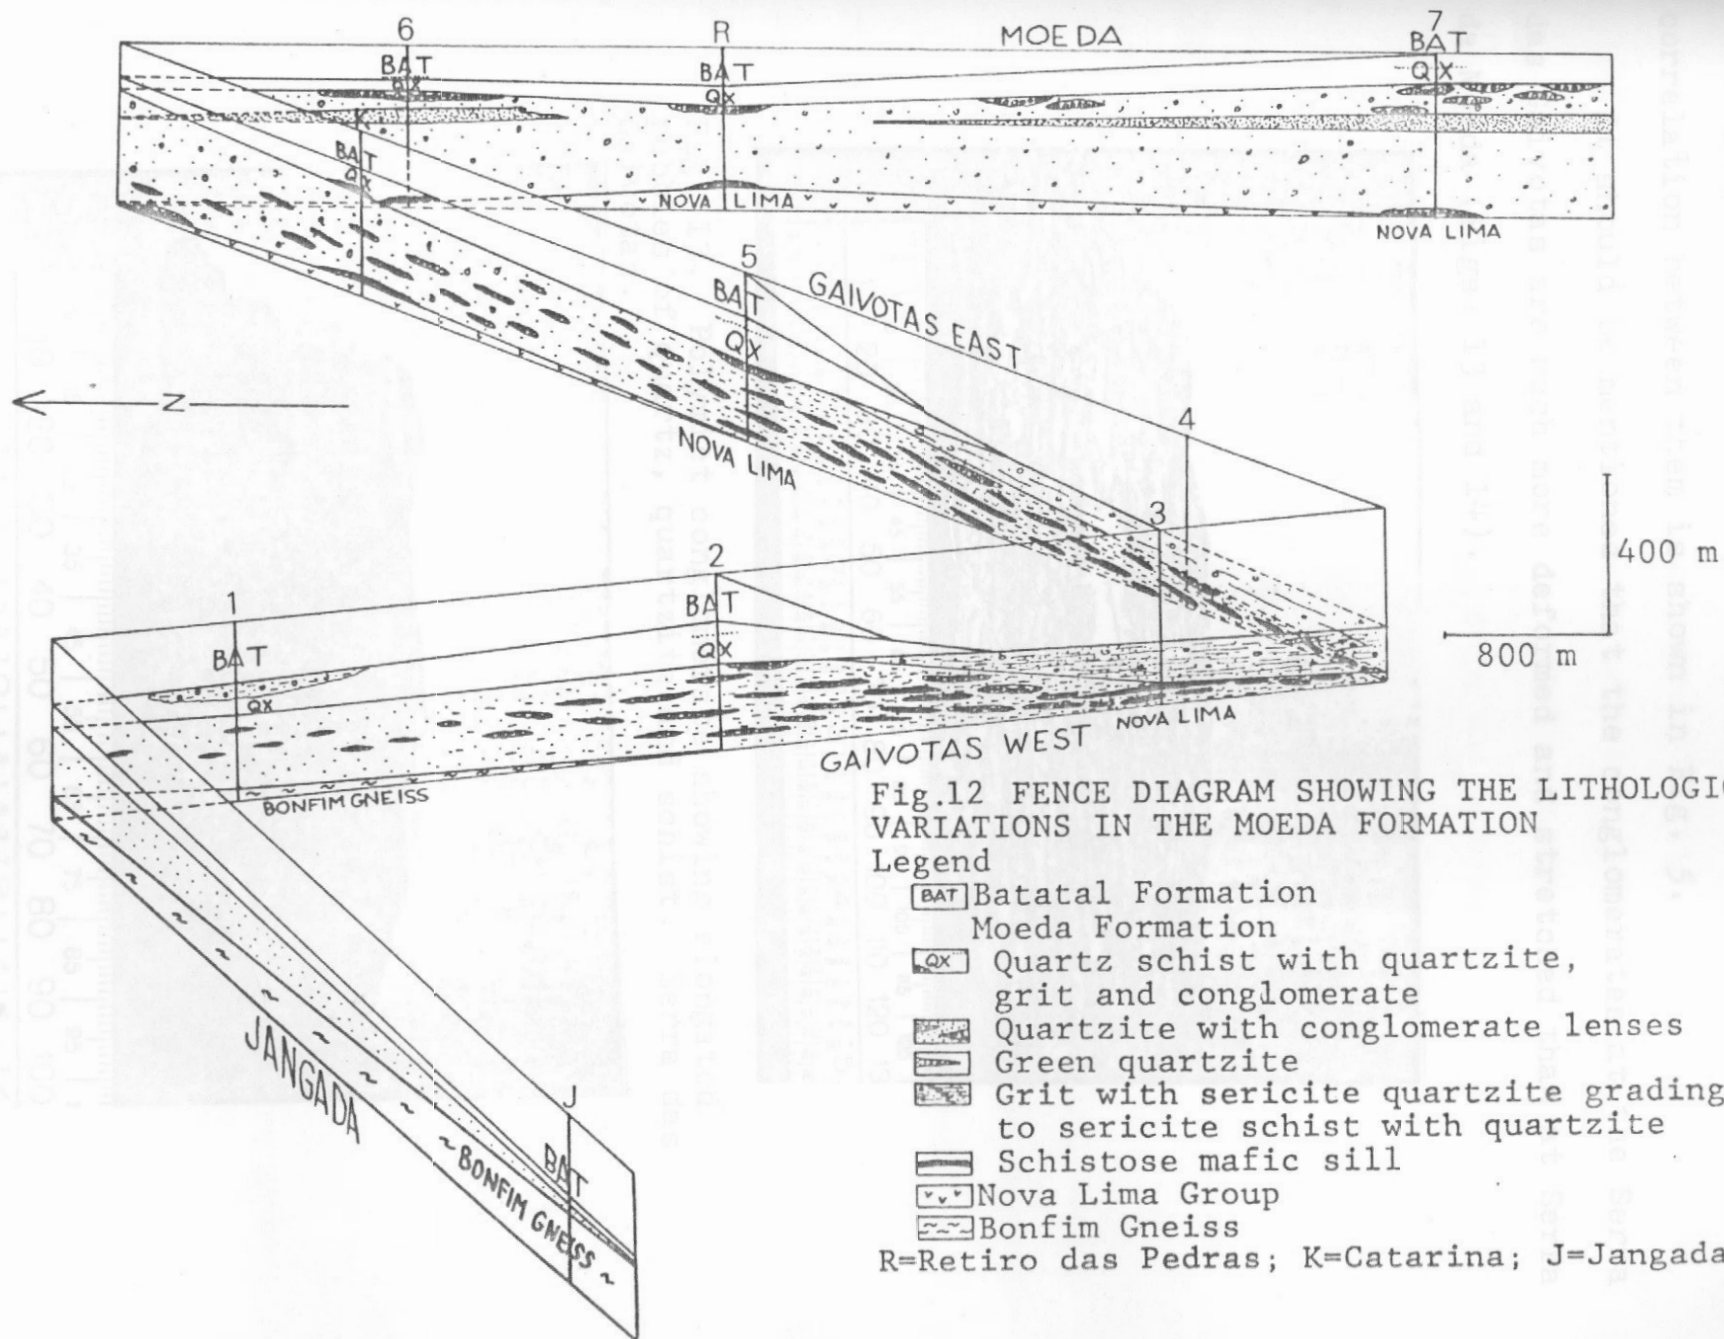 6 R MOEDA 7
BAT BAT BAT
QX QX QX
K
BAT
QX
NOVA LIMA
NOVA LIMA
5
BAT
QX
GAIVOTAS EAST
N
NOVA LIMA
4
3
400 m
800 m
2
BAT
QX
1
BAT
QX
NOVA LIMA
GAIVOTAS WEST
BONFIM GNEISS
JANGADA
J
BAT
~BONFIM GNEISS~
Fig.12 FENCE DIAGRAM SHOWING THE LITHOLOGI
VARIATIONS IN THE MOEDA FORMATION
Legend
BAT Batatal Formation
Moeda Formation
QX Quartz schist with quartzite,
grit and conglomerate
Quartzite with conglomerate lenses
Green quartzite
Grit with sericite quartzite grading
to sericite schist with quartzite
Schistose mafic sill
Nova Lima Group
Bonfim Gneiss
R=Retiro das Pedras; K=Catarina; J=Jangada